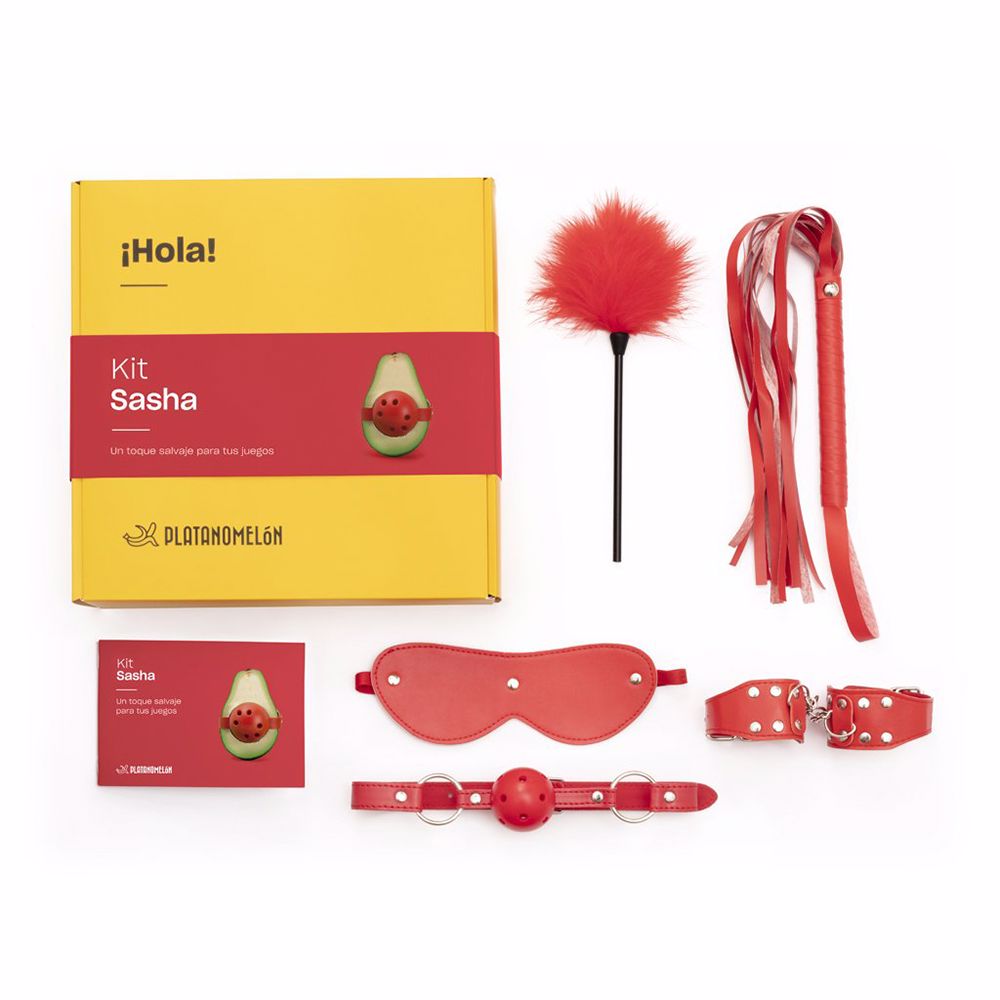 ¡Hola!
Kit
Sasha
Un toque salvaje para tus juegos
PLATANOMELóN
Kit
Sasha
Un toque salvaje
para tus juegos
PLATANOMELóN